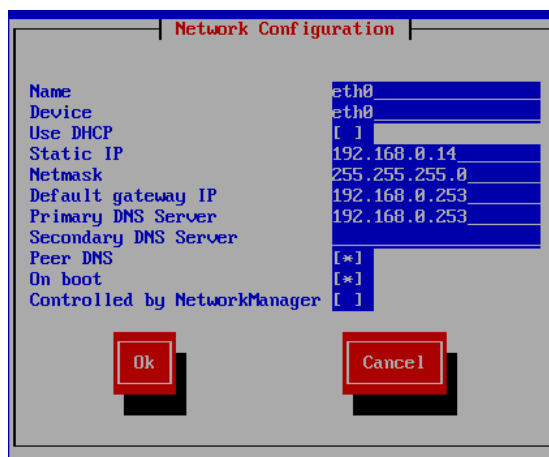 Network Configuration
Name eth0
Device eth0
Use DHCP [ ]
Static IP 192.168.0.14
Netmask 255.255.255.0
Default gateway IP 192.168.0.253
Primary DNS Server 192.168.0.253
Secondary DNS Server
Peer DNS [*]
On boot [*]
Controlled by NetworkManager [ ]
Ok Cancel